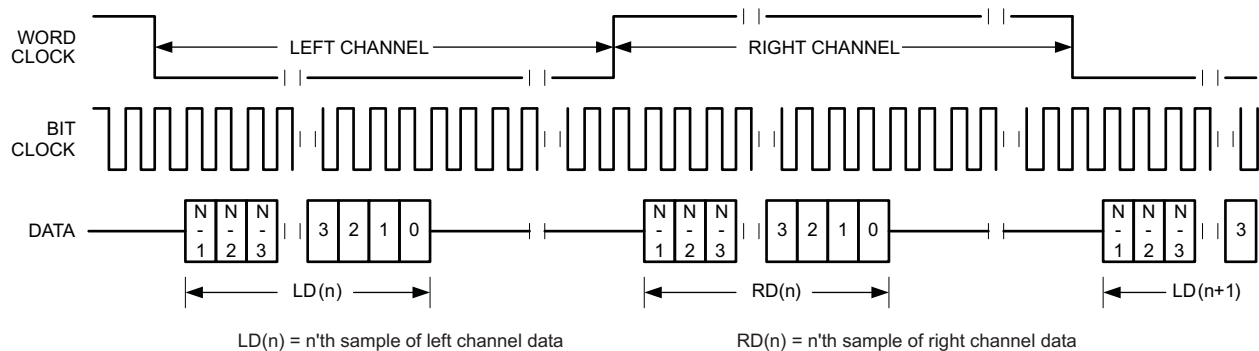 WORD
CLOCK
LEFT CHANNEL
RIGHT CHANNEL
BIT
CLOCK
DATA
N
-
1
N
-
2
N
-
3
3 2 1 0
N
-
1
N
-
2
N
-
3
3 2 1 0
N
-
1
N
-
2
N
-
3
3
LD(n)
RD(n)
LD(n+1)
LD(n) = n'th sample of left channel data
RD(n) = n'th sample of right channel data